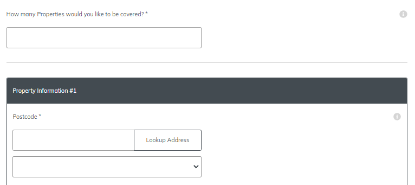 How many Properties would you like to be covered? *
Property Information #1
Postcode *
Lookup Address